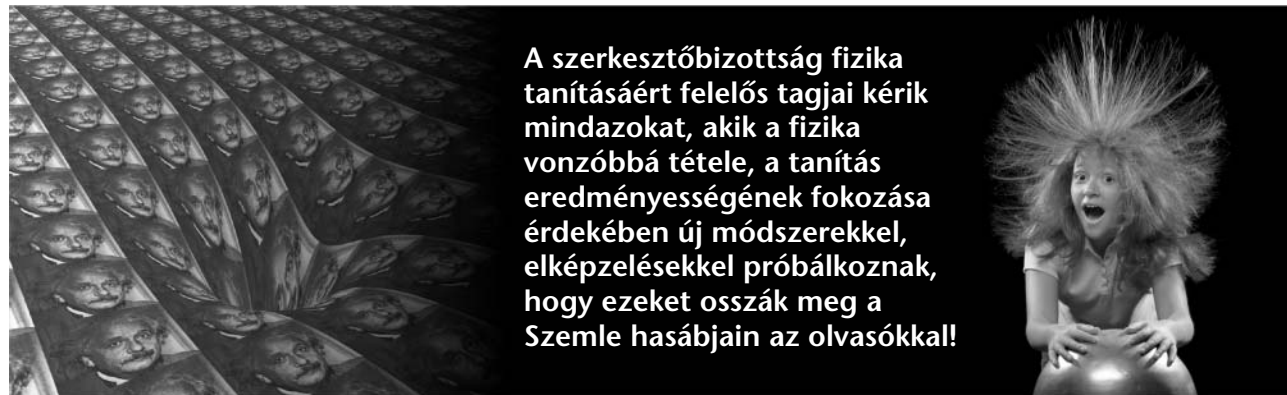 A szerkesztőbizottság fizika
tanításáért felelős tagjai kérik
mindazokat, akik a fizika
vonzóbbá tétele, a tanítás
eredményességének fokozása
érdekében új módszerekkel,
elképzelésekkel próbálkoznak,
hogy ezeket osszák meg a
Szemle hasábjain az olvasókkal!